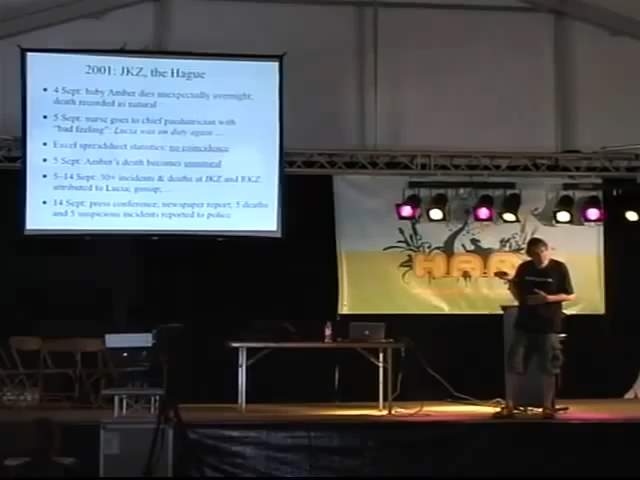 2001: JKZ, the Hague
• 4 Sept: baby Amber dies unexpectedly overnight;
death recorded as natural
• 5 Sept: nurse goes to chief paediatrician with
"bad feeling": Lucia was on duty again …
• Excel spreadsheet statistics: no coincidence
• 5 Sept: Amber's death becomes unnatural
• 5–14 Sept: 30+ incidents & deaths at JKZ and RKZ
attributed to Lucia; gossip; …
• 14 Sept: press conference; newspaper report; 5 deaths
and 5 suspicious incidents reported to police
HAR